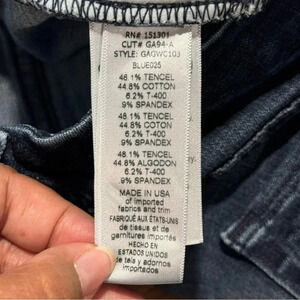 RN# 151301
CUT# GA94-A
STYLE: GAGWC103
BLUE025
48.1% TENCEL
44.8% COTTON
6.2% T-400
.9% SPANDEX
48.1% TENCEL
44.8% COTON
6.2% T-400
.9% SPANDEX
48.1% TENCEL
44.8% ALGODON
6.2% T-400
.9% SPANDEX
MADE IN USA
of imported
fabrics and trim
FABRIQUÉ AUX ÉTATS-UNIS
de tissus et de
garnitures importés
HECHO EN
ESTADOS UNIDOS
de tela y adornos
importados